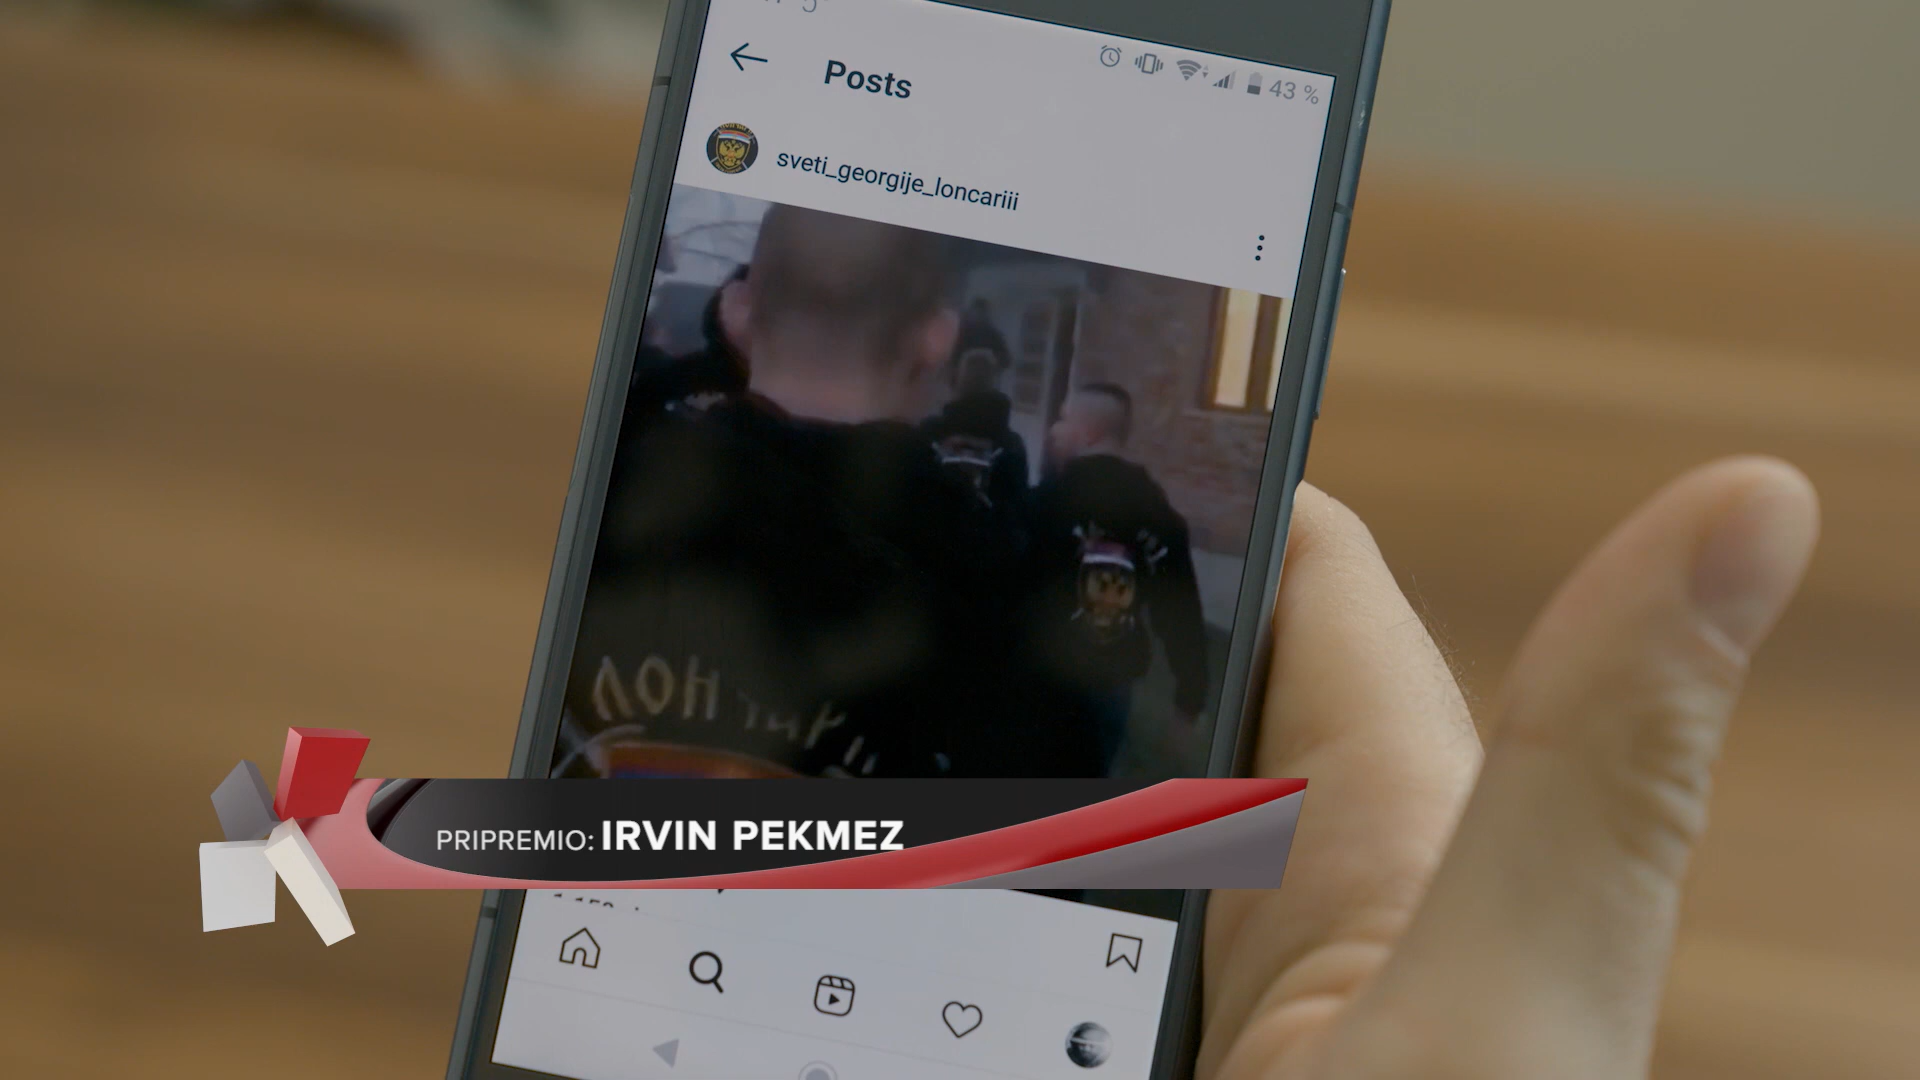 43 %
Posts
sveti_georgije_loncariii
ЛОНЧАРИ
PRIPREMIO: IRVIN PEKMEZ